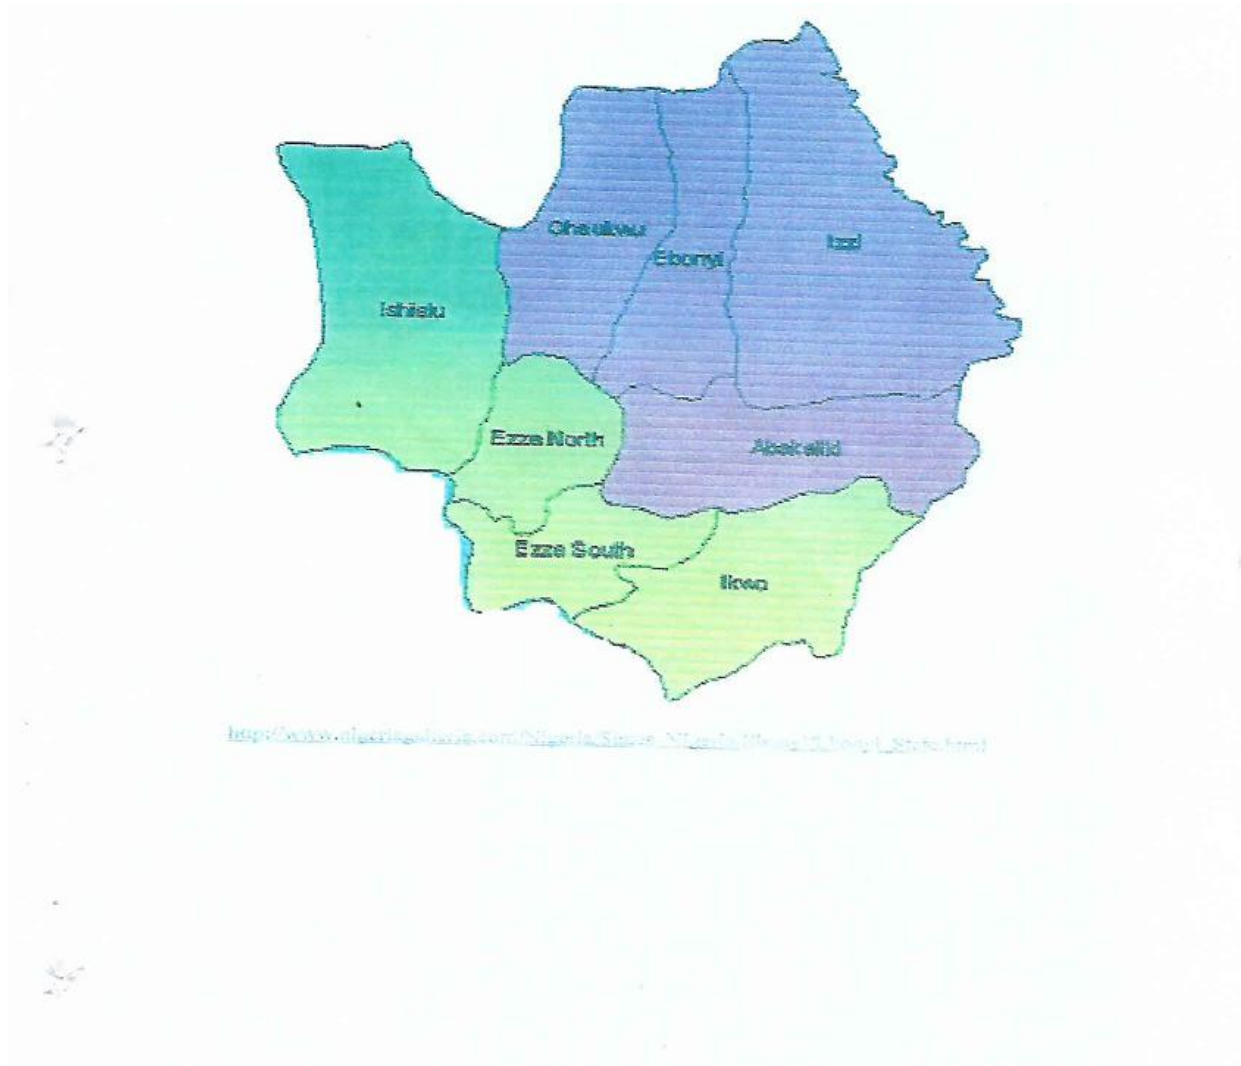 Ohaukwu
Ebonyi
Izzi
Ishielu
Ezza North
Abakaliki
Ezza South
Ikwo